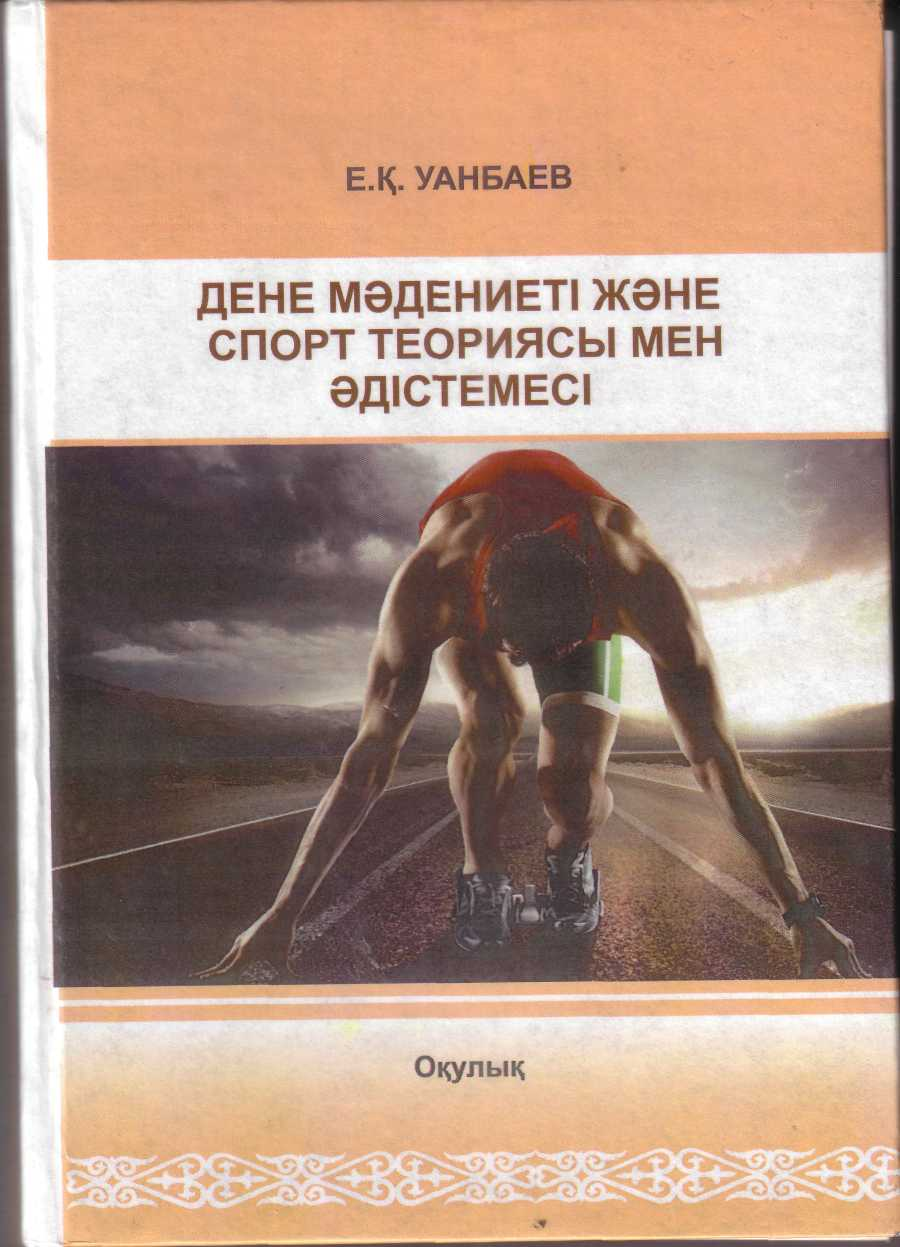 Е.Қ. УАНБАЕВ
ДЕНЕ МӘДЕНИЕТІ ЖӘНЕ
СПОРТ ТЕОРИЯСЫ МЕН
ӘДІСТЕМЕСІ
Оқулық